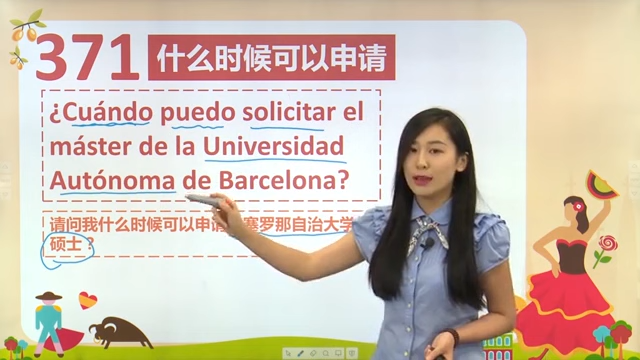 371 什么时候可以申请
¿Cuándo puedo solicitar el
máster de la Universidad
Autónoma de Barcelona?
请问我什么时候可以申请 塞罗那自治大学
硕士？